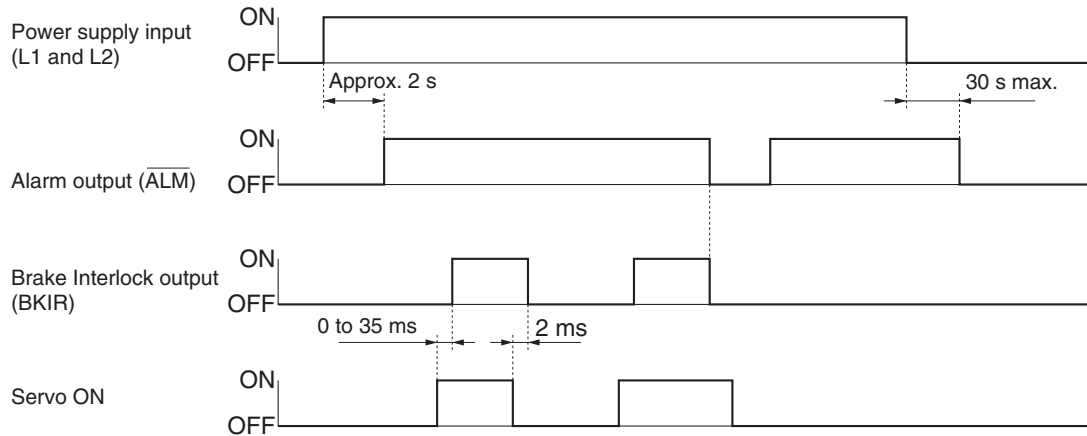 Power supply input
(L1 and L2)
ON
OFF
Approx. 2 s
30 s max.
Alarm output (ALM)
ON
OFF
Brake Interlock output
(BKIR)
ON
OFF
0 to 35 ms
2 ms
Servo ON
ON
OFF